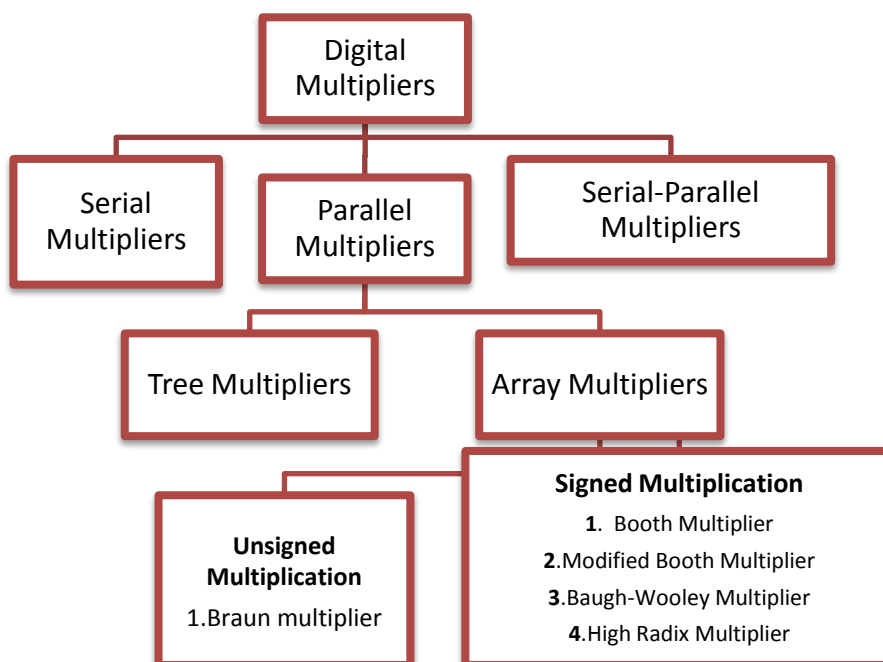 Digital
Multipliers
Serial
Multipliers
Parallel
Multipliers
Serial-Parallel
Multipliers
Tree Multipliers
Array Multipliers
Unsigned
Multiplication
1.Braun multiplier
Signed Multiplication
1. Booth Multiplier
2.Modified Booth Multiplier
3.Baugh-Wooley Multiplier
4.High Radix Multiplier